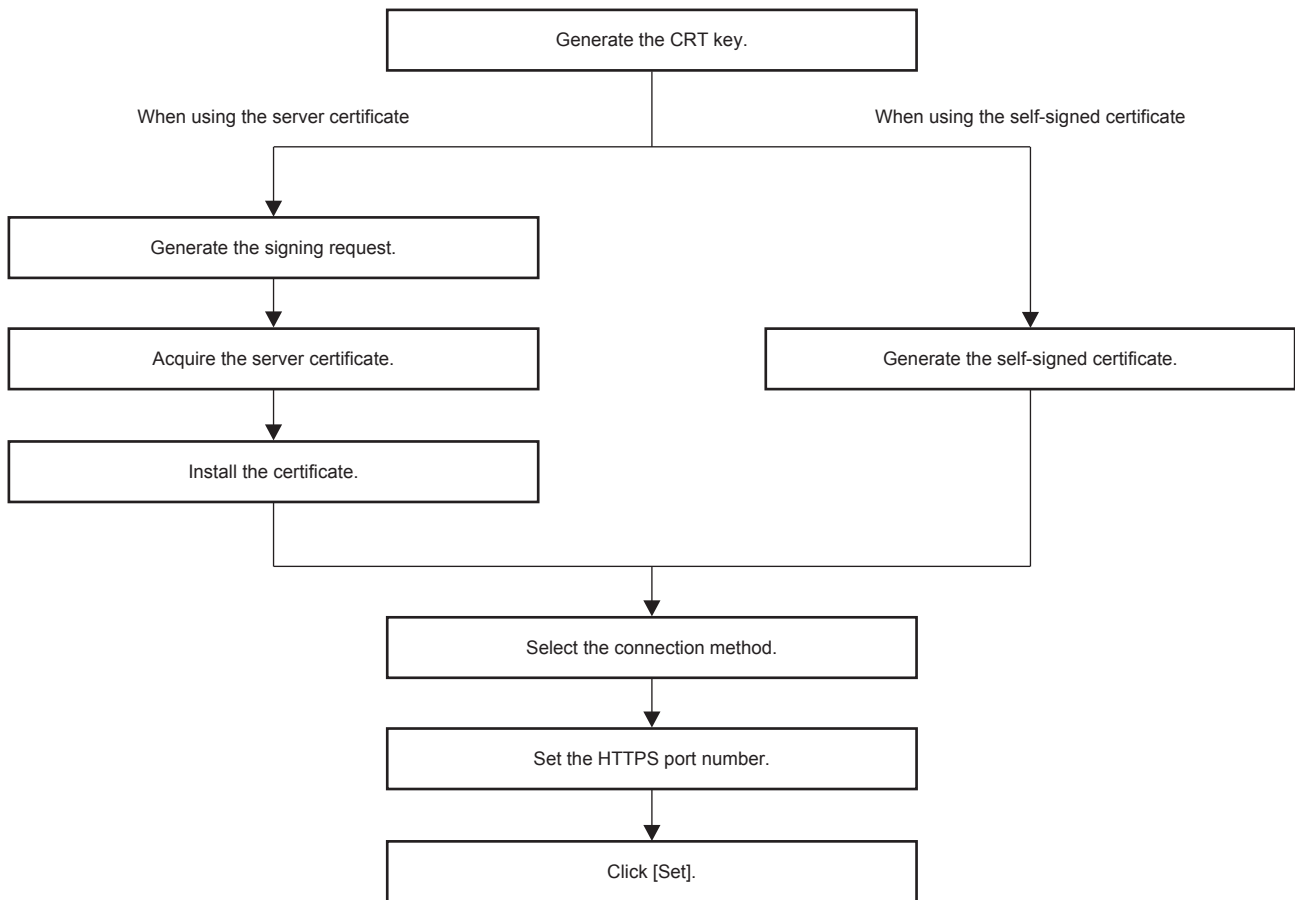 Generate the CRT key.
When using the server certificate
When using the self-signed certificate
Generate the signing request.
Acquire the server certificate.
Generate the self-signed certificate.
Install the certificate.
Select the connection method.
Set the HTTPS port number.
Click [Set].